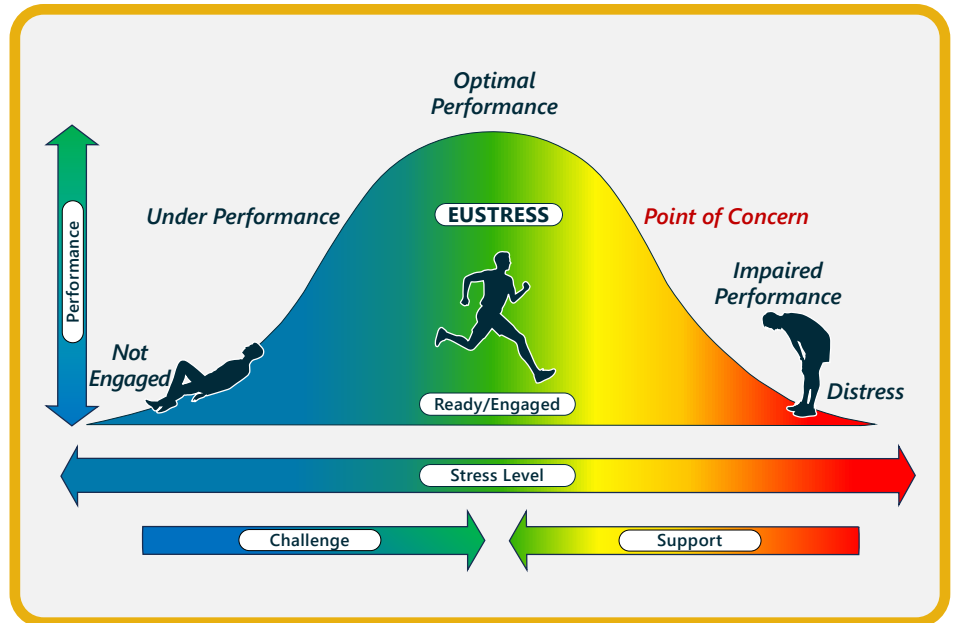 Optimal
Performance
Under Performance
EUSTRESS
Point of Concern
Performance
Impaired
Performance
Not
Engaged
Distress
Ready/Engaged
Stress Level
Challenge
Support